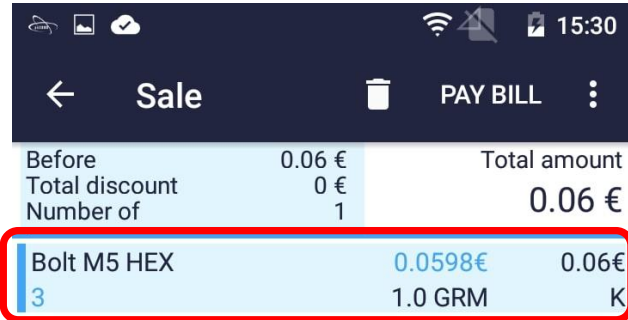 15:30
Sale PAY BILL
Before 0.06 € Total amount
Total discount 0 €
Number of 1 0.06 €
Bolt M5 HEX 0.0598€ 0.06€
3 1.0 GRM K